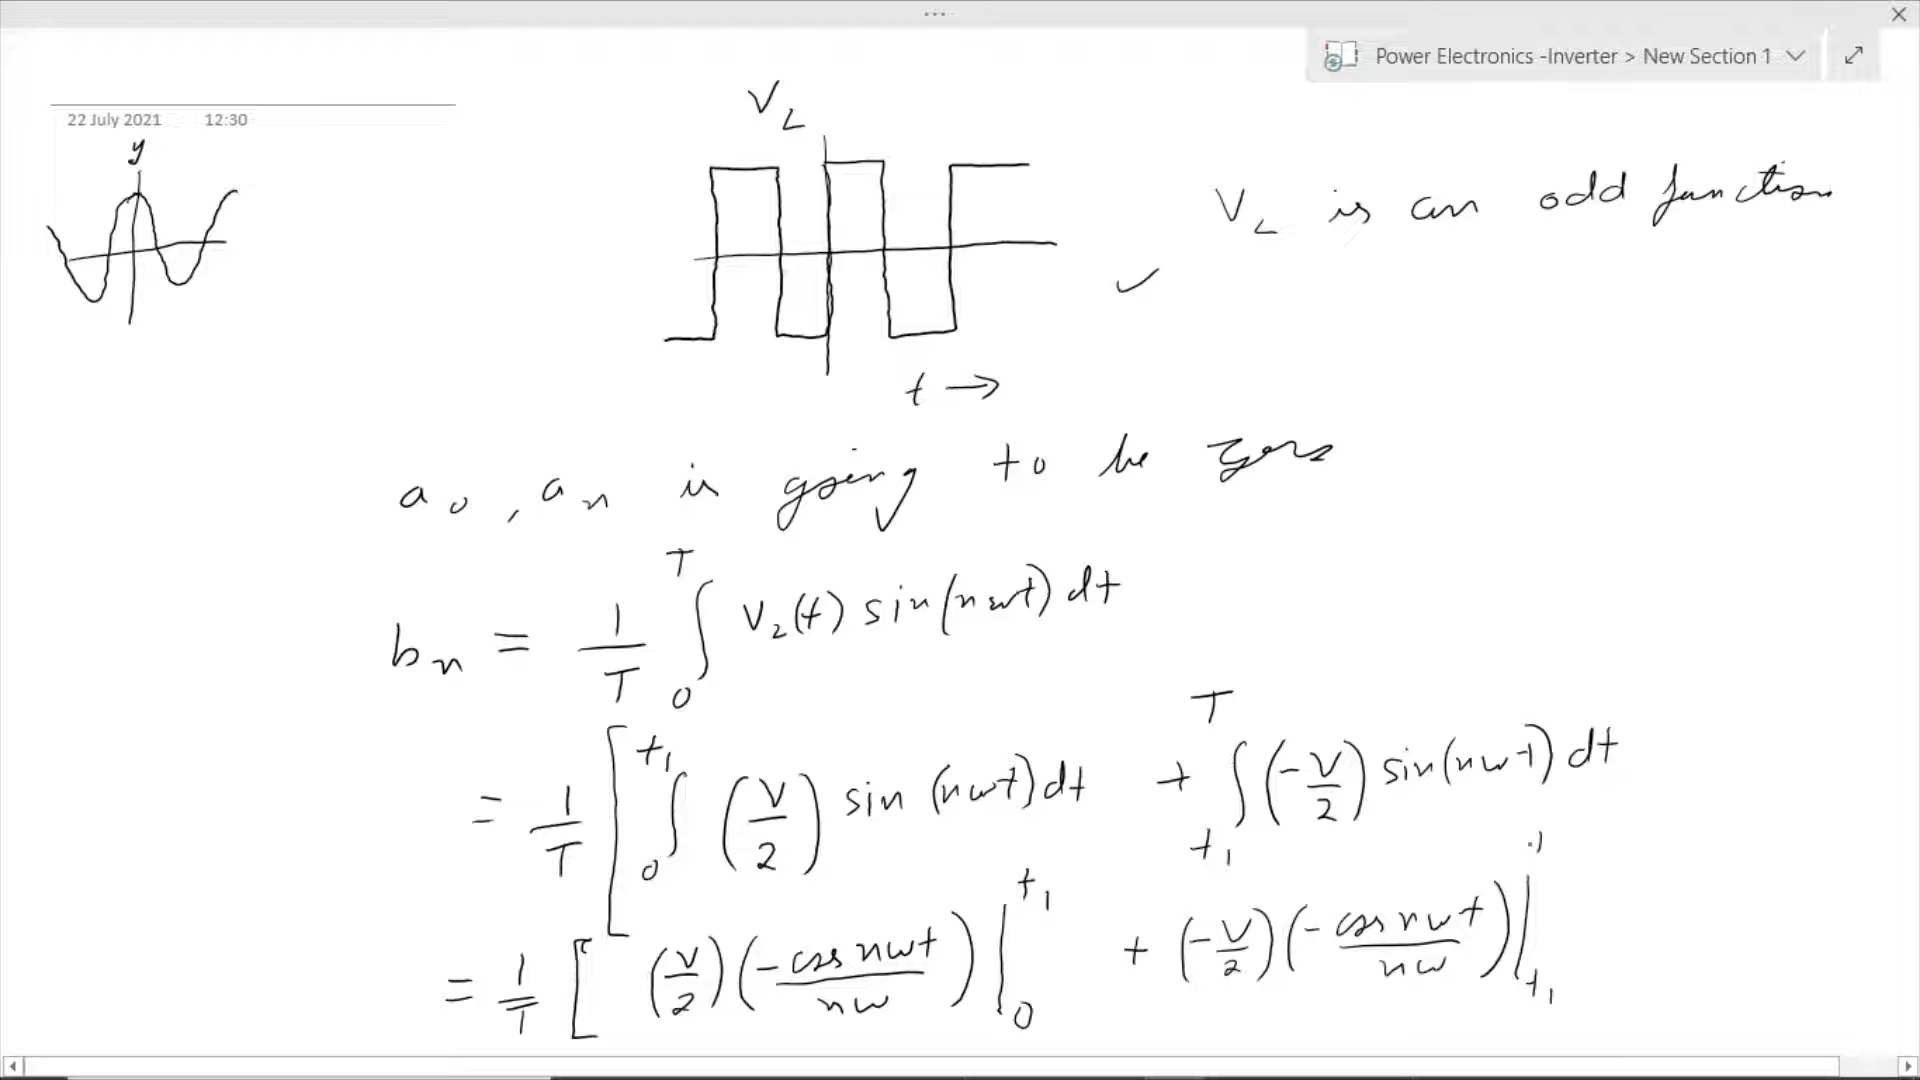 Power Electronics -Inverter > New Section 1
22 July 2021 12:30
y
V_L
V_L is an odd function
✓
t →
a_0, a_n is going to be zero
b_n = 1/T ∫_0^T V_2(t) sin(nωt) dt
= 1/T [ ∫_0^{t_1} (V/2) sin(nωt) dt + ∫_{t_1}^T (-V/2) sin(nωt) dt
= 1/T [ (V/2) (-cos nωt / nω) |_0^{t_1} + (-V/2) (-cos nωt / nω) |_{t_1}